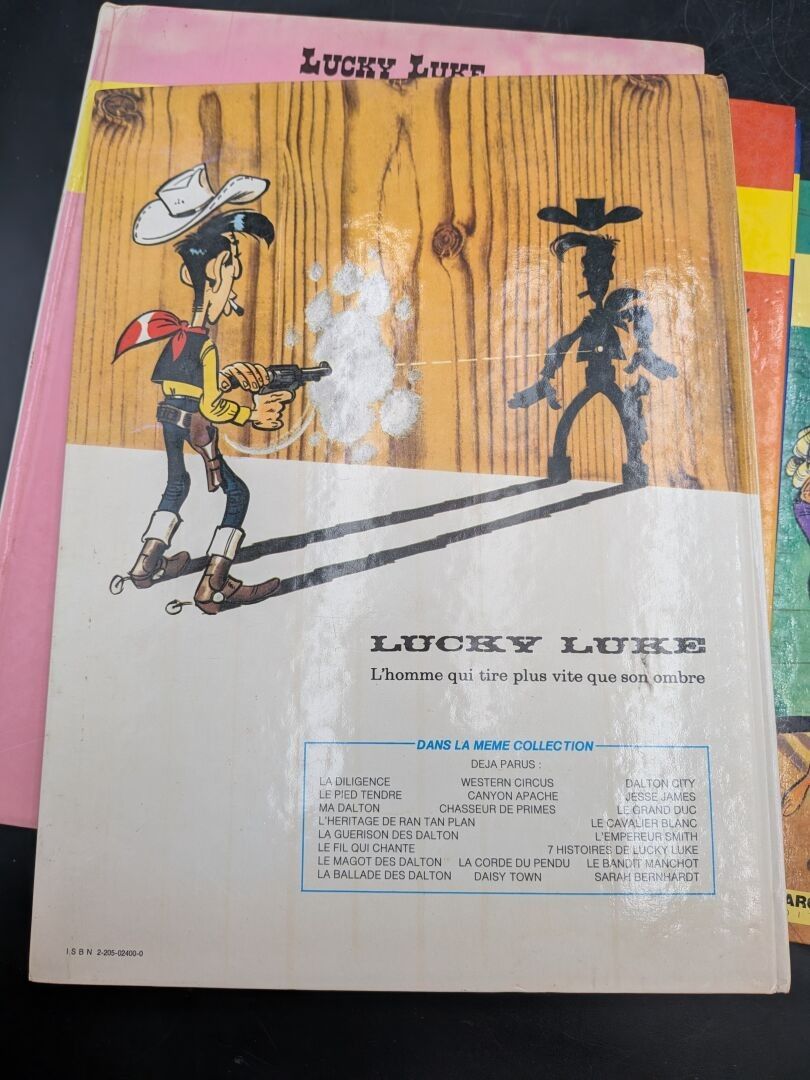 LUCKY LUKE
LUCKY LUKE
L'homme qui tire plus vite que son ombre
DANS LA MEME COLLECTION
DEJA PARUS :
LA DILIGENCE WESTERN CIRCUS DALTON CITY
LE PIED TENDRE CANYON APACHE JESSE JAMES
MA DALTON CHASSEUR DE PRIMES LE GRAND DUC
L'HERITAGE DE RAN TAN PLAN LE CAVALIER BLANC
LA GUERISON DES DALTON L'EMPEREUR SMITH
LE FIL QUI CHANTE 7 HISTOIRES DE LUCKY LUKE
LE MAGOT DES DALTON LA CORDE DU PENDU LE BANDIT MANCHOT
LA BALLADE DES DALTON DAISY TOWN SARAH BERNHARDT
ISBN 2-205-02400-0